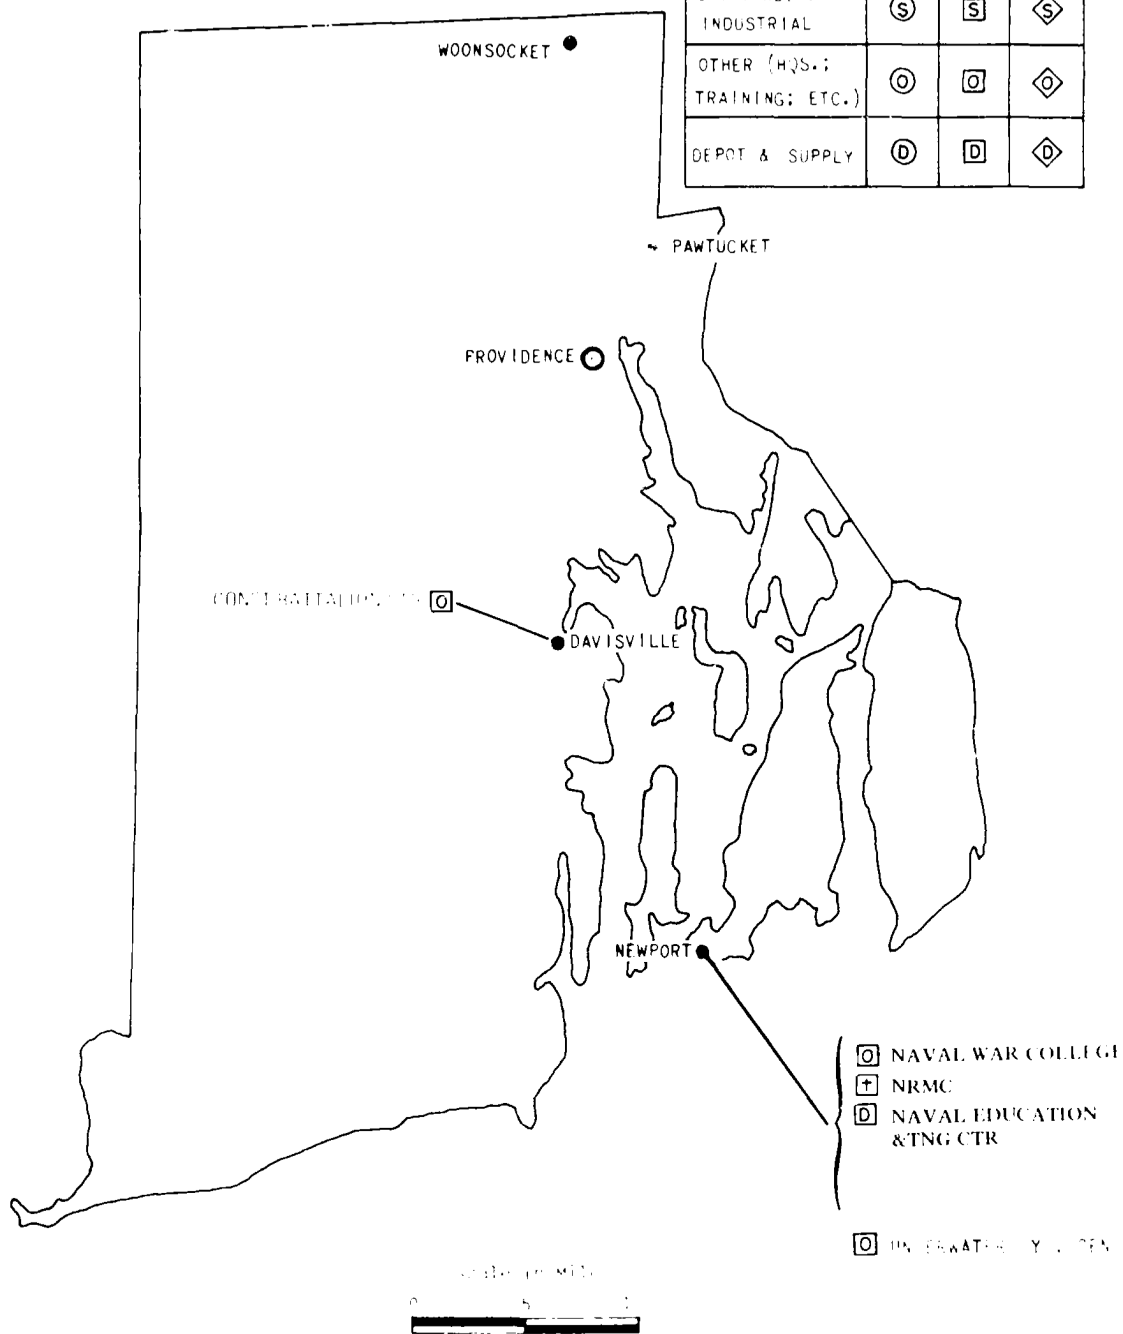 INDUSTRIAL
S S S
OTHER (HQS.;
TRAINING; ETC.)
O O O
DEPOT & SUPPLY
D D D
WOONSOCKET
PAWTUCKET
PROVIDENCE
O
DAVISVILLE
NEWPORT
O NAVAL WAR COLLEGE
+ NRMC
D NAVAL EDUCATION
&TNG CTR
O
0 5